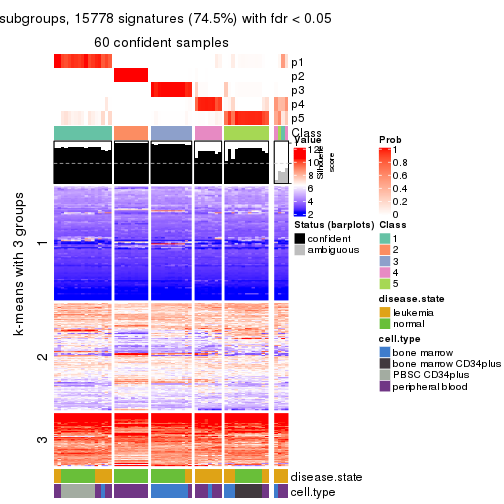 subgroups, 15778 signatures (74.5%) with fdr < 0.05
60 confident samples
p1
p2
p3
p4
p5
Class
Silhouette
score
k-means with 3 groups
1
2
3
disease.state
cell.type
Value
12
10
8
6
4
2
Status (barplots)
confident
ambiguous
Prob
1
0.8
0.6
0.4
0.2
0
Class
1
2
3
4
5
disease.state
leukemia
normal
cell.type
bone marrow
bone marrow CD34plus
PBSC CD34plus
peripheral blood